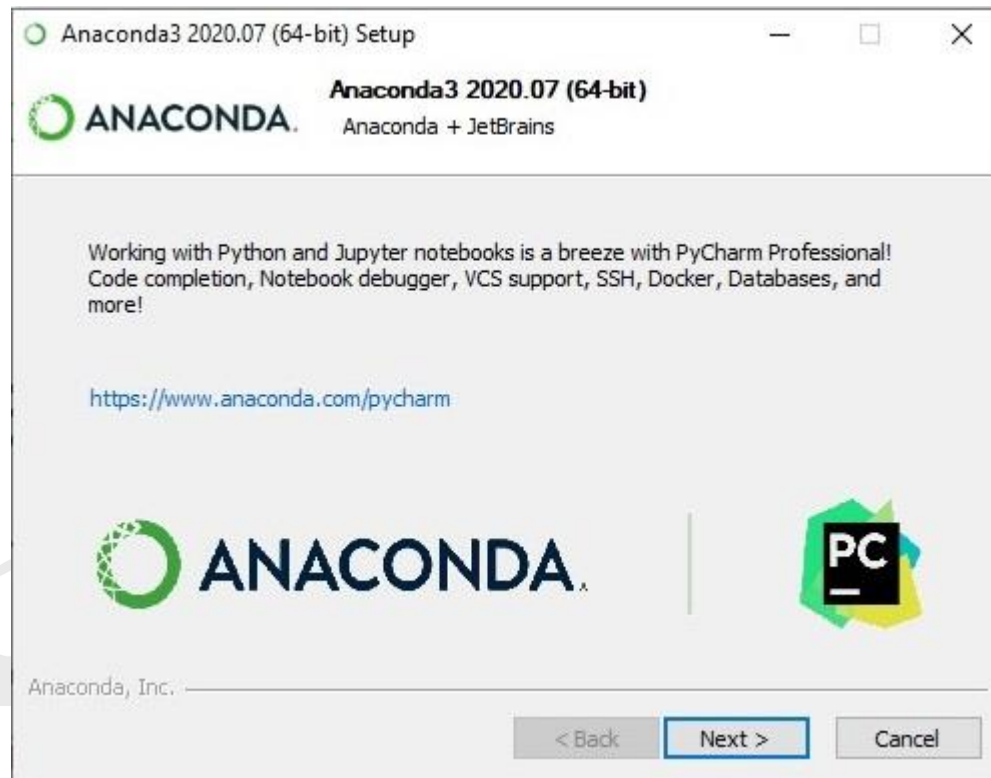 Anaconda3 2020.07 (64-bit) Setup
ANACONDA.
Anaconda3 2020.07 (64-bit)
Anaconda + JetBrains
Working with Python and Jupyter notebooks is a breeze with PyCharm Professional!
Code completion, Notebook debugger, VCS support, SSH, Docker, Databases, and
more!
https://www.anaconda.com/pycharm
ANACONDA.
PC
Anaconda, Inc.
< Back
Next >
Cancel